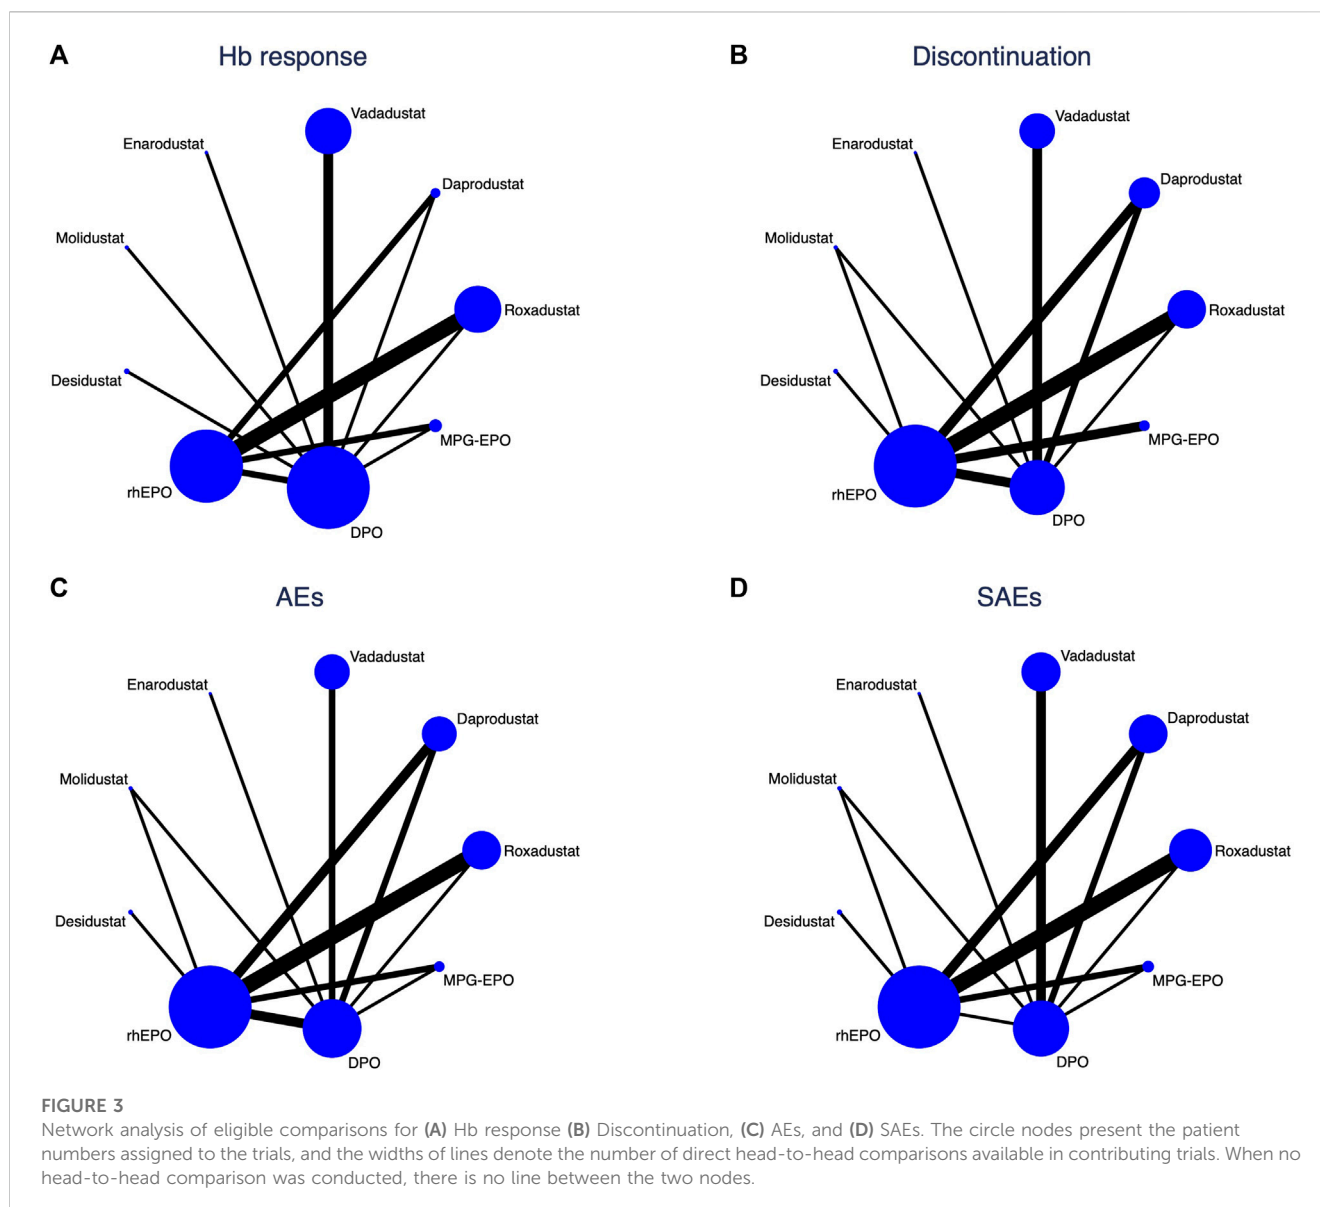 A
Hb response
Vadadustat
Enarodustat
Daprodustat
Molidustat
Roxadustat
Desidustat
MPG-EPO
rhEPO
DPO
B
Discontinuation
Vadadustat
Enarodustat
Daprodustat
Molidustat
Roxadustat
Desidustat
MPG-EPO
rhEPO
DPO
C
AEs
Vadadustat
Enarodustat
Daprodustat
Molidustat
Roxadustat
Desidustat
MPG-EPO
rhEPO
DPO
D
SAEs
Vadadustat
Enarodustat
Daprodustat
Molidustat
Roxadustat
Desidustat
MPG-EPO
rhEPO
DPO
FIGURE 3
Network analysis of eligible comparisons for (A) Hb response (B) Discontinuation, (C) AEs, and (D) SAEs. The circle nodes present the patient
numbers assigned to the trials, and the widths of lines denote the number of direct head-to-head comparisons available in contributing trials. When no
head-to-head comparison was conducted, there is no line between the two nodes.